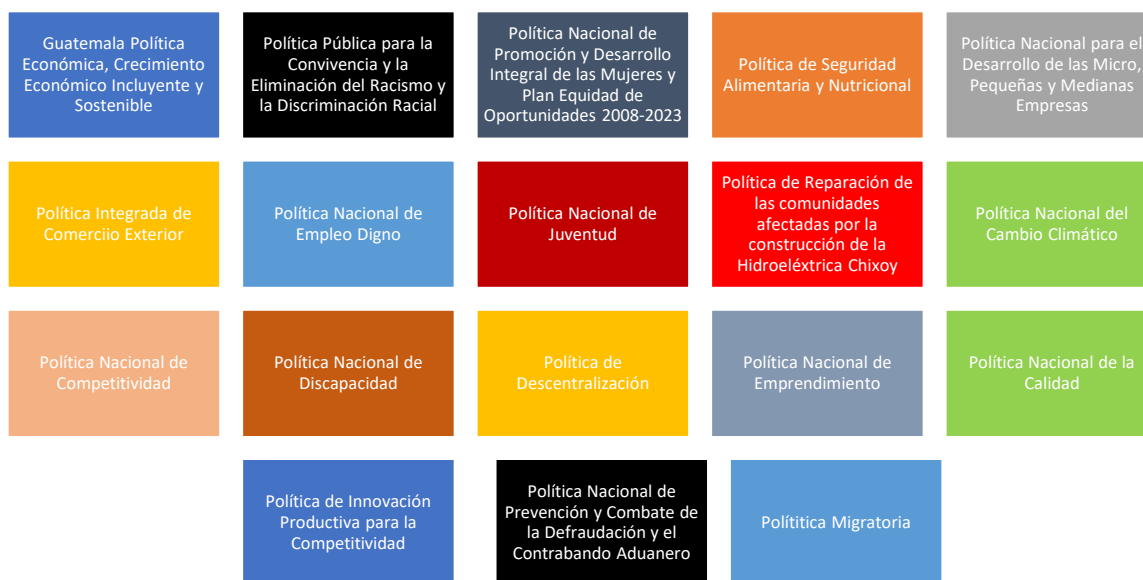 Guatemala Política
Económica, Crecimiento
Económico Incluyente y
Sostenible
Política Pública para la
Convivencia y la
Eliminación del Racismo y
la Discriminación Racial
Política Nacional de
Promoción y Desarrollo
Integral de las Mujeres y
Plan Equidad de
Oportunidades 2008-2023
Política de Seguridad
Alimentaria y Nutricional
Política Nacional para el
Desarrollo de las Micro,
Pequeñas y Medianas
Empresas
Política Integrada de
Comerciio Exterior
Política Nacional de
Empleo Digno
Política Nacional de
Juventud
Política de Reparación de
las comunidades
afectadas por la
construcción de la
Hidroeléxtrica Chixoy
Política Nacional del
Cambio Climático
Política Nacional de
Competitividad
Política Nacional de
Discapacidad
Política de
Descentralización
Política Nacional de
Emprendimiento
Política Nacional de la
Calidad
Política de Innovación
Productiva para la
Competitividad
Política Nacional de
Prevención y Combate de
la Defraudación y el
Contrabando Aduanero
Polítitica Migratoria